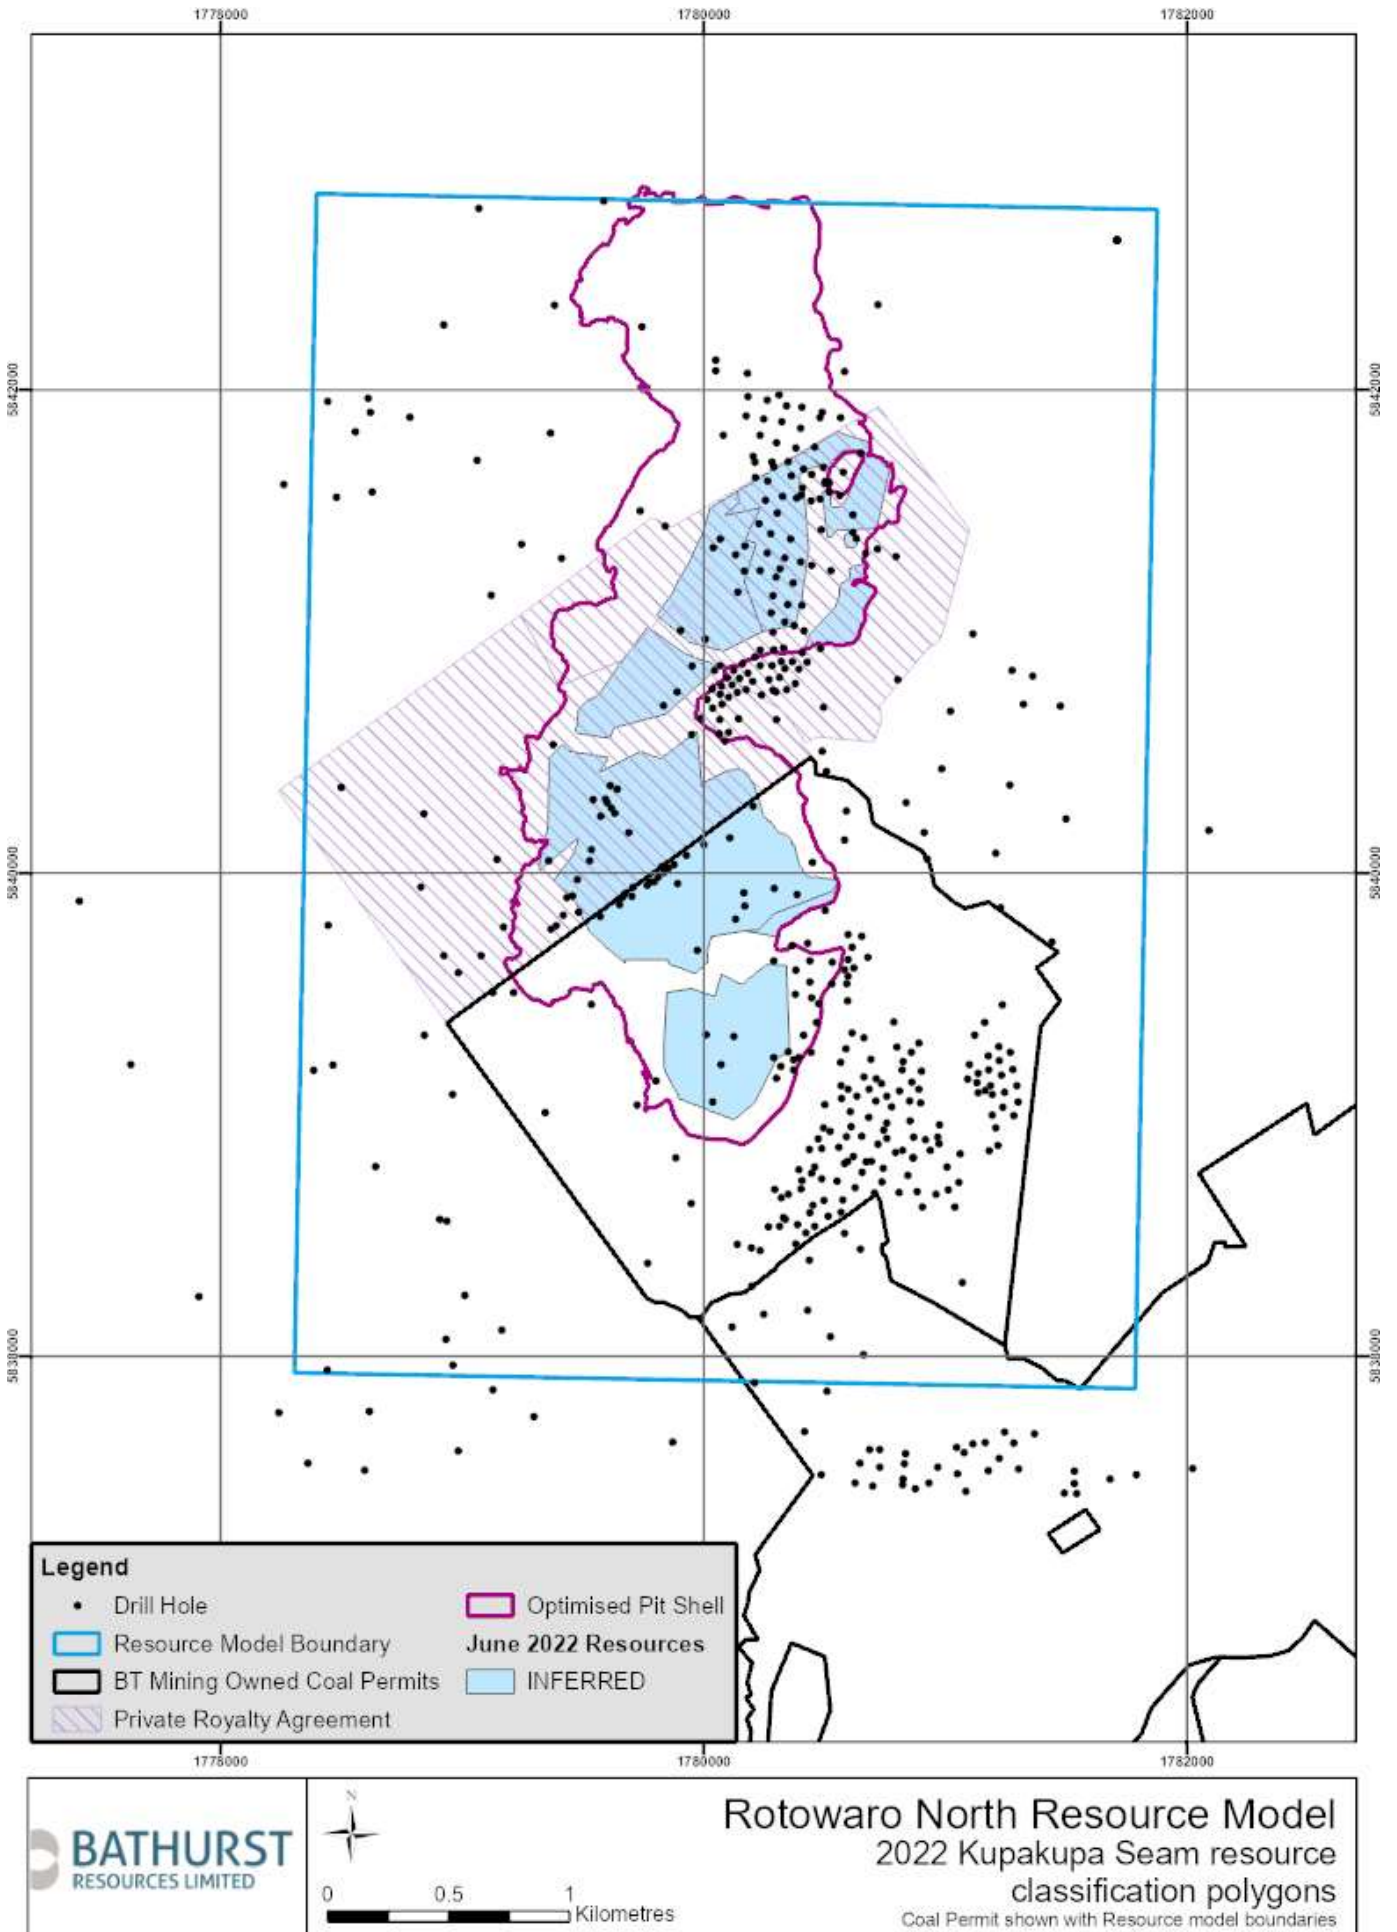 1778000 1780000 1782000
5842000 5842000
5840000 5840000
5838000 5838000
Legend
Drill Hole
Resource Model Boundary
BT Mining Owned Coal Permits
Private Royalty Agreement
Optimised Pit Shell
June 2022 Resources
INFERRED
1778000 1780000 1782000
BATHURST
RESOURCES LIMITED
N
0 0.5 1
Kilometres
Rotowaro North Resource Model
2022 Kupakupa Seam resource
classification polygons
Coal Permit shown with Resource model boundaries